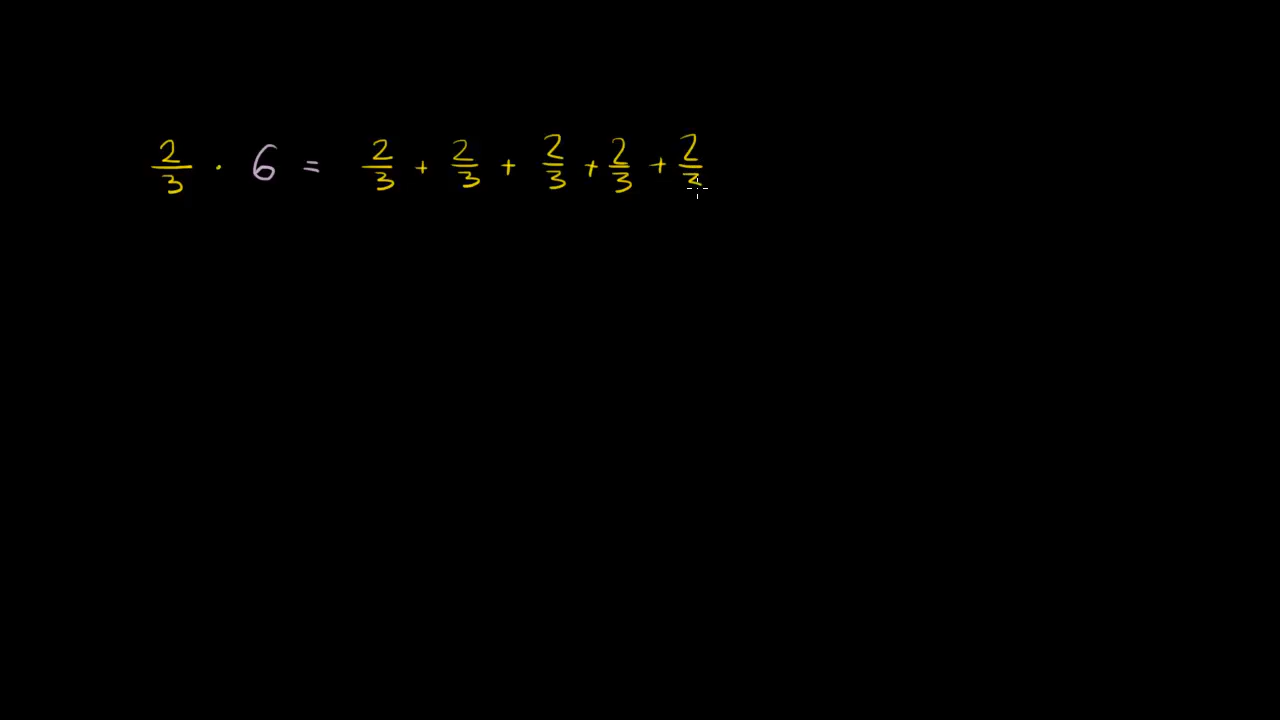 2/3 · 6 = 2/3 + 2/3 + 2/3 + 2/3 + 2/3